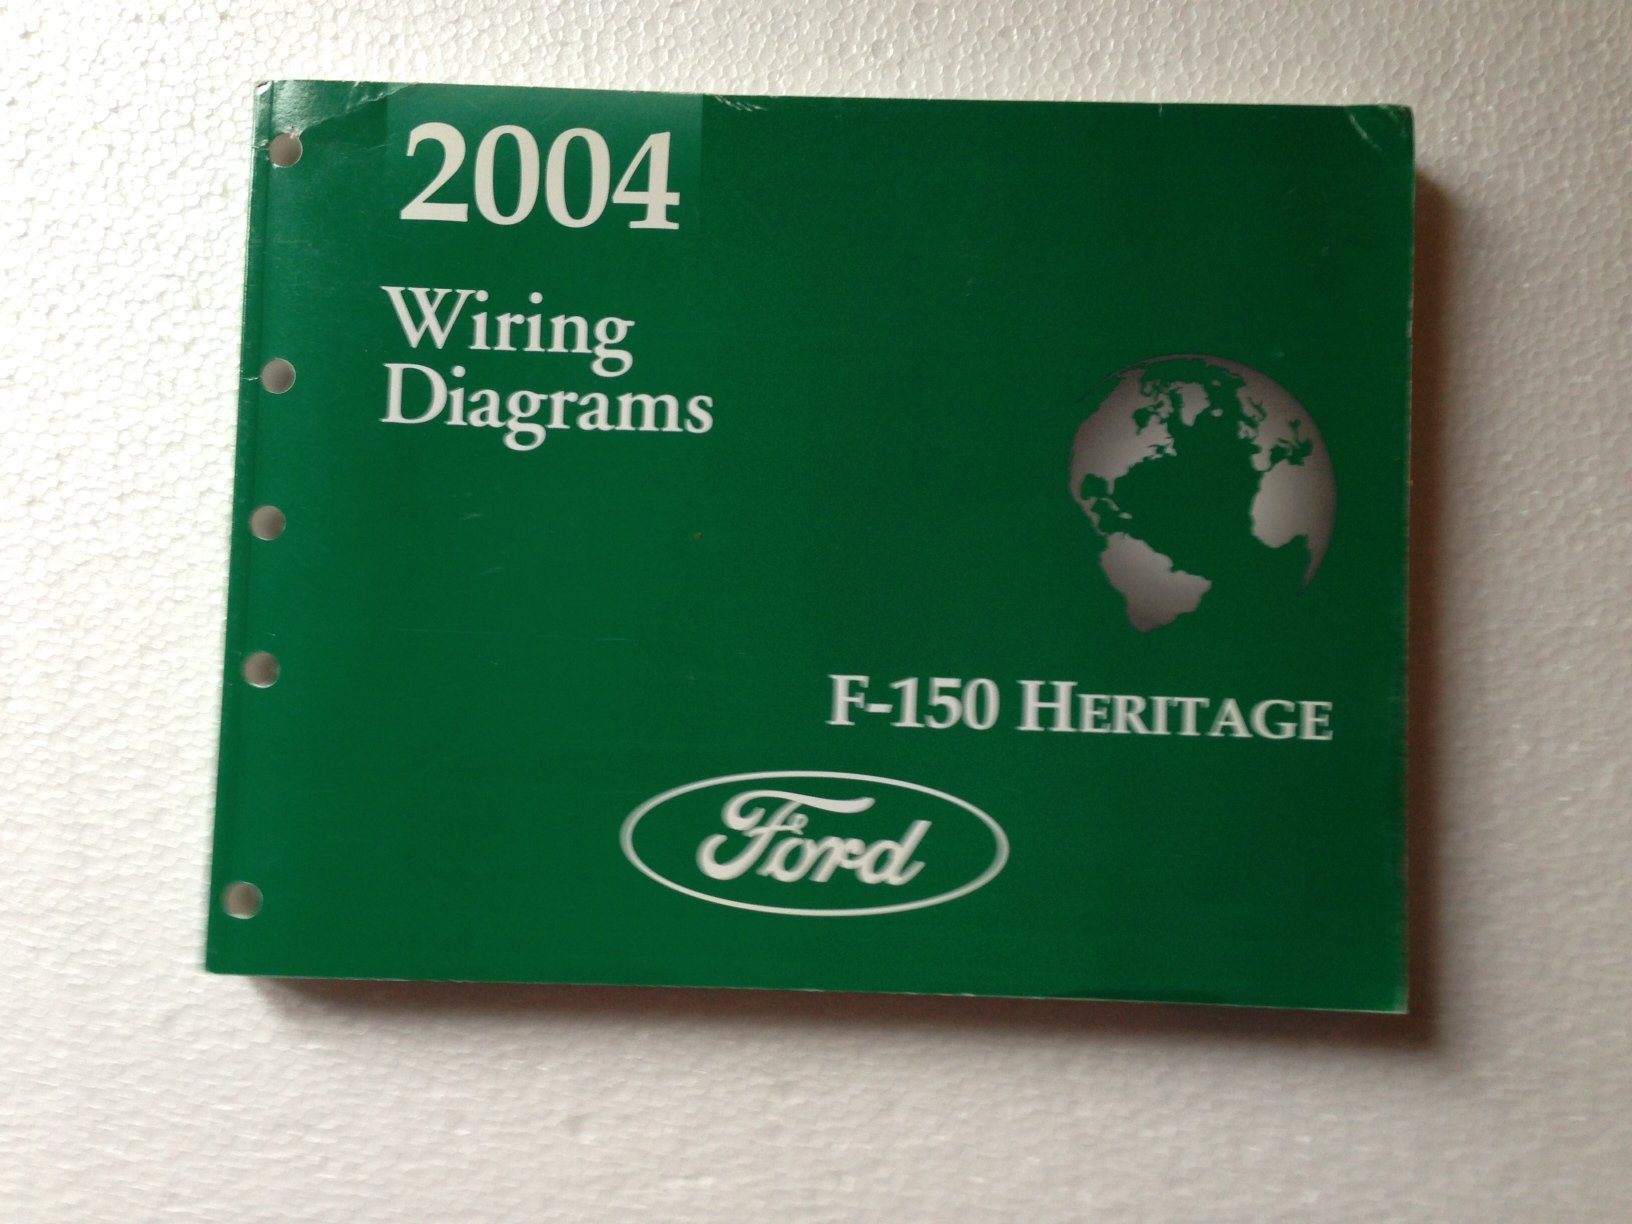 2004
Wiring
Diagrams
F-150 HERITAGE
Ford